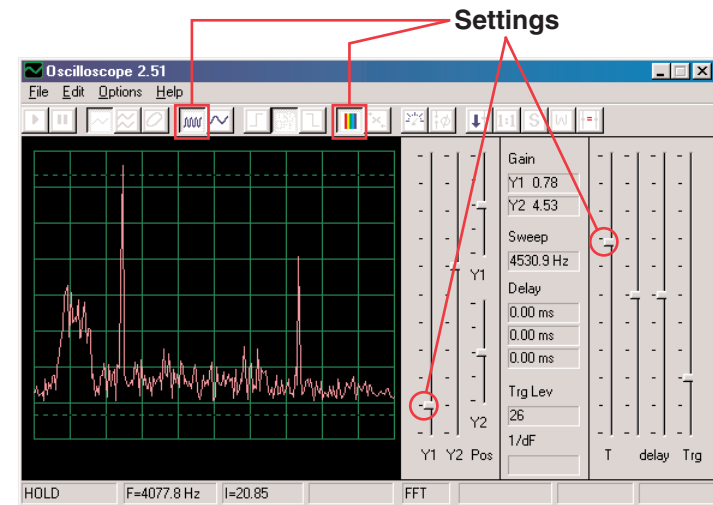 Settings
Oscilloscope 2.51
File Edit Options Help
1:1 S W
Gain
Y1 0.78
Y2 4.53
Sweep
4530.9 Hz
Y1
Delay
0.00 ms
0.00 ms
0.00 ms
Trg Lev
26
Y2
1/dF
Y1 Y2 Pos
T delay Trg
HOLD F=4077.8 Hz I=20.85 FFT